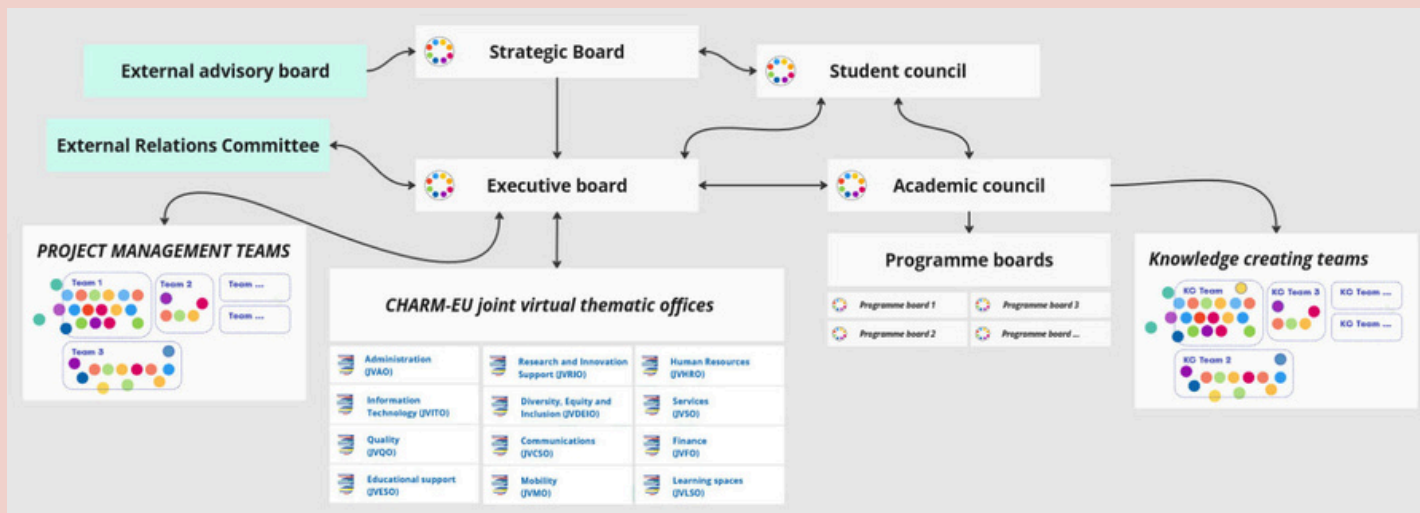 External advisory board
Strategic Board
Student council
External Relations Committee
Executive board
Academic council
PROJECT MANAGEMENT TEAMS
Team 1
Team 2
Team ...
Team ...
Team 3
CHARM-EU joint virtual thematic offices
Administration
(JVAO)
Research and Innovation
Support (JVRIO)
Human Resources
(JVHRO)
Information
Technology (JVITO)
Diversity, Equity and
Inclusion (JVDEIO)
Services
(JVSO)
Quality
(JVQO)
Communications
(JVCSO)
Finance
(JVFO)
Educational support
(JVESO)
Mobility
(JVMO)
Learning spaces
(JVLSO)
Programme boards
Programme board 1
Programme board 3
Programme board 2
Programme board ...
Knowledge creating teams
KC Team
KC Team 3
KC Team ...
KC Team ...
KC Team 2